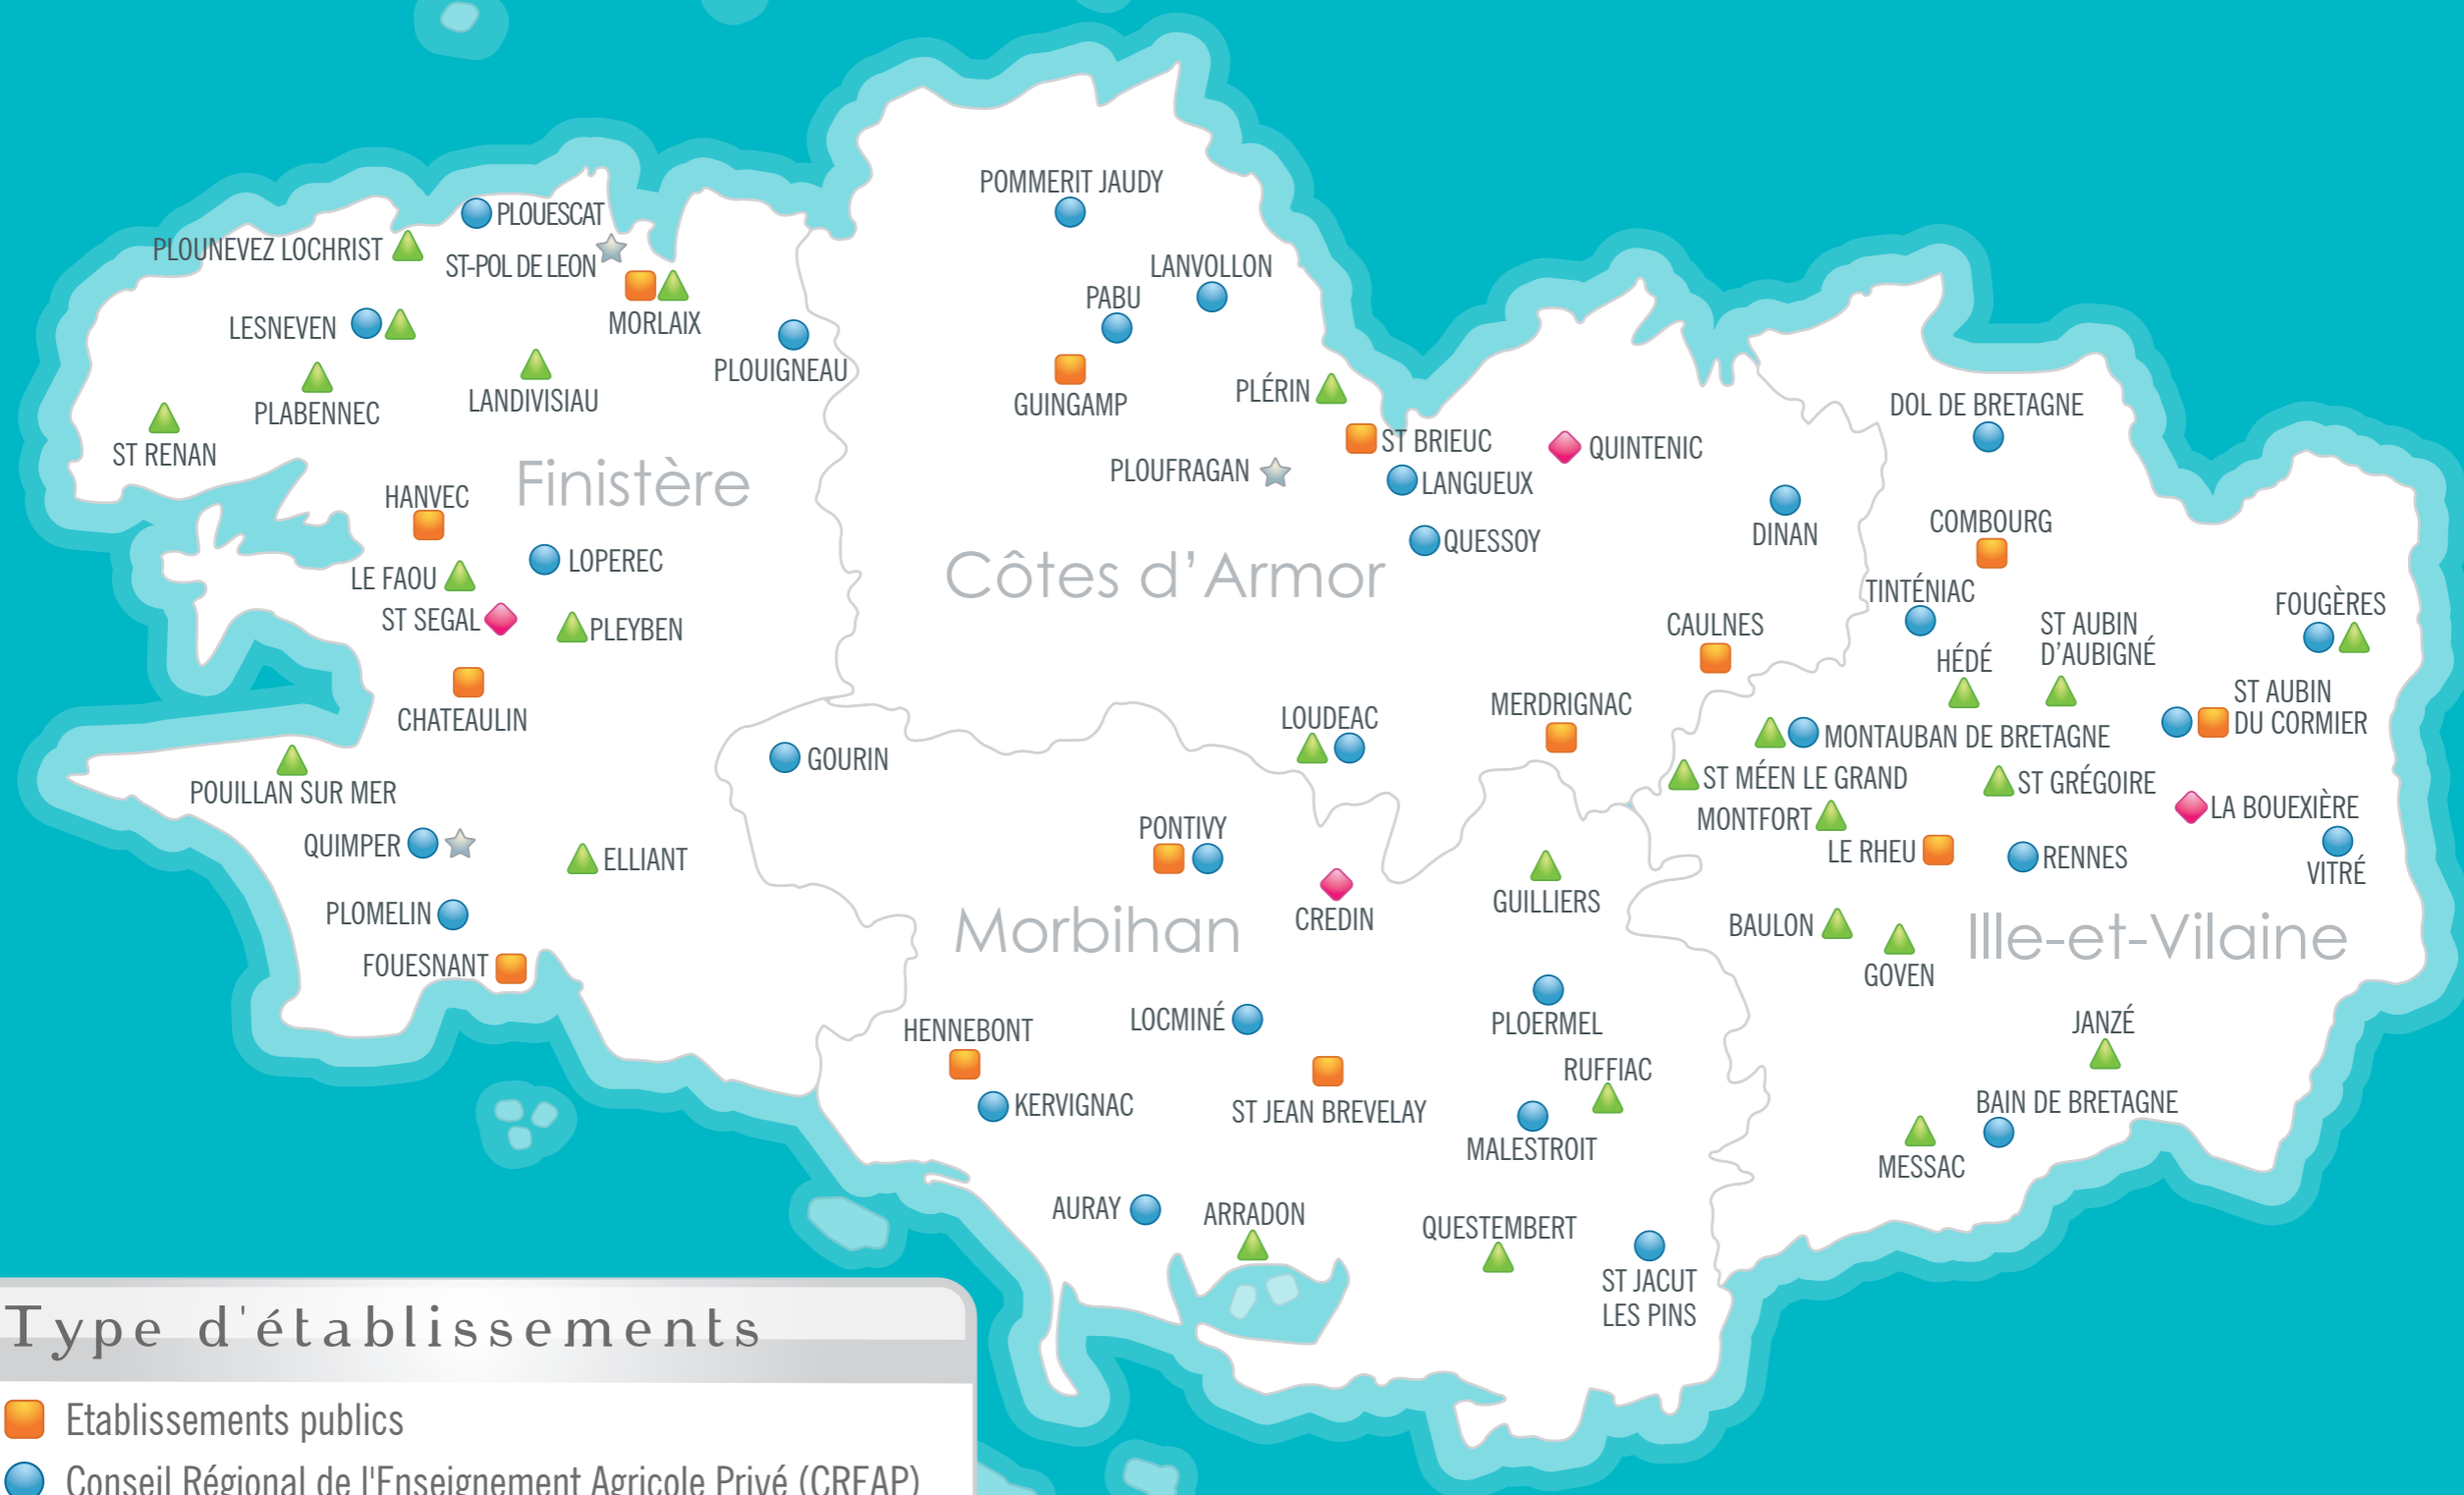 POMMERIT JAUDY
PLOUESCAT
PLOUNEVEZ LOCHRIST
ST-POL DE LEON
LANVOLLON
PABU
LESNEVEN
MORLAIX
PLOUIGNEAU
LANDIVISIAU
PLABENNEC
GUINGAMP
PLÉRIN
DOL DE BRETAGNE
ST RENAN
ST BRIEUC
QUINTENIC
Finistère
PLOUFRAGAN
LANGUEUX
HANVEC
DINAN
COMBOURG
QUESSOY
LOPEREC
Côtes d'Armor
LE FAOU
TINTÉNIAC
FOUGÈRES
ST SEGAL
PLEYBEN
CAULNES
ST AUBIN
D'AUBIGNÉ
HÉDÉ
CHATEAULIN
LOUDEAC
MERDRIGNAC
ST AUBIN
DU CORMIER
MONTAUBAN DE BRETAGNE
GOURIN
ST MÉEN LE GRAND
ST GRÉGOIRE
POUILLAN SUR MER
LA BOUEXIÈRE
MONTFORT
PONTIVY
QUIMPER
ELLIANT
LE RHEU
RENNES
VITRÉ
GUILLIERS
CREDIN
PLOMELIN
BAULON
Morbihan
Ille-et-Vilaine
FOUESNANT
GOVEN
HENNEBONT
LOCMINÉ
PLOERMEL
JANZÉ
RUFFIAC
KERVIGNAC
ST JEAN BREVELAY
BAIN DE BRETAGNE
MALESTROIT
MESSAC
AURAY
ARRADON
QUESTEMBERT
ST JACUT
LES PINS
Type d'établissements
Etablissements publics
Conseil Régional de l'Enseignement Agricole Privé (CREAP)